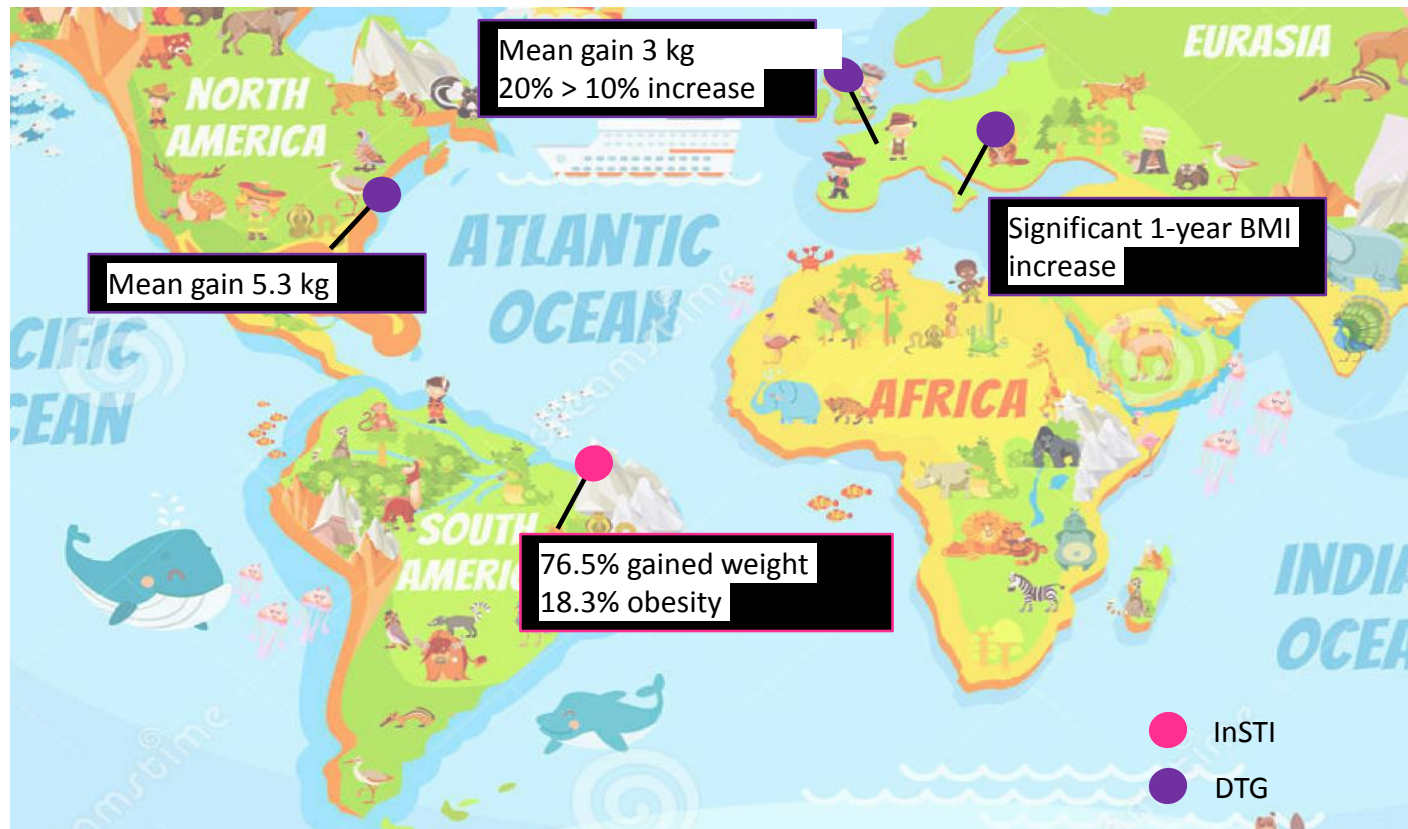 Mean gain 3 kg
20% > 10% increase
EURASIA
NORTH
AMERICA
Significant 1-year BMI
increase
Mean gain 5.3 kg
ATLANTIC
OCEAN
CIFIC
CEAN
AFRICA
SOUTH
AMERI
76.5% gained weight
18.3% obesity
INDIA
OCEA
InSTI
DTG